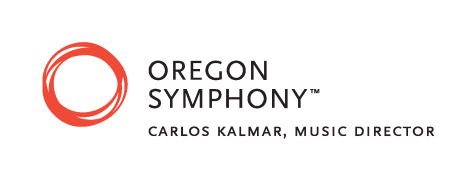 OREGON
SYMPHONY™
CARLOS KALMAR, MUSIC DIRECTOR